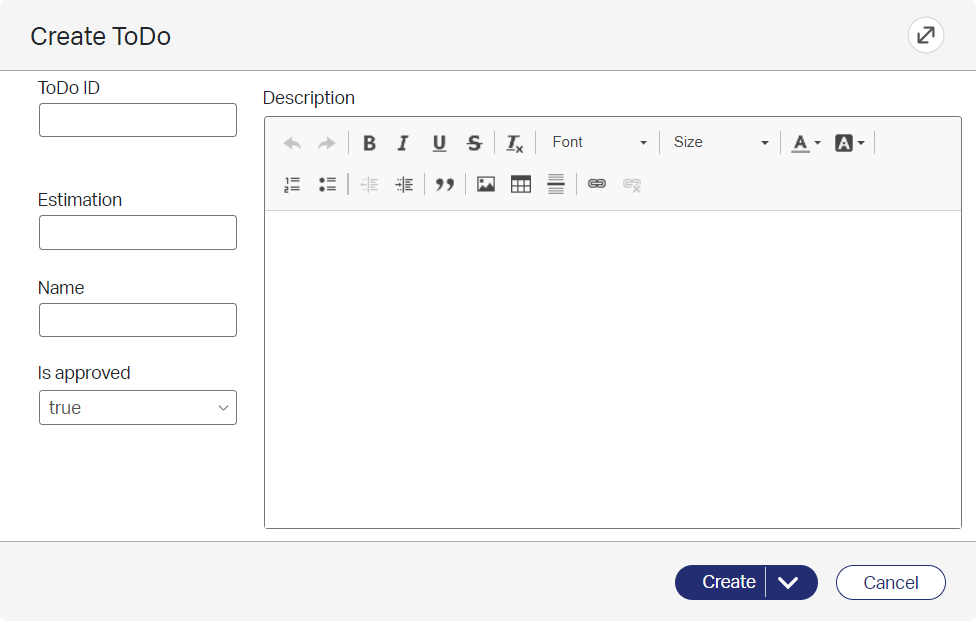 Create ToDo
ToDo ID
Estimation
Name
Is approved
true
Description
Font
Size
Create
Cancel